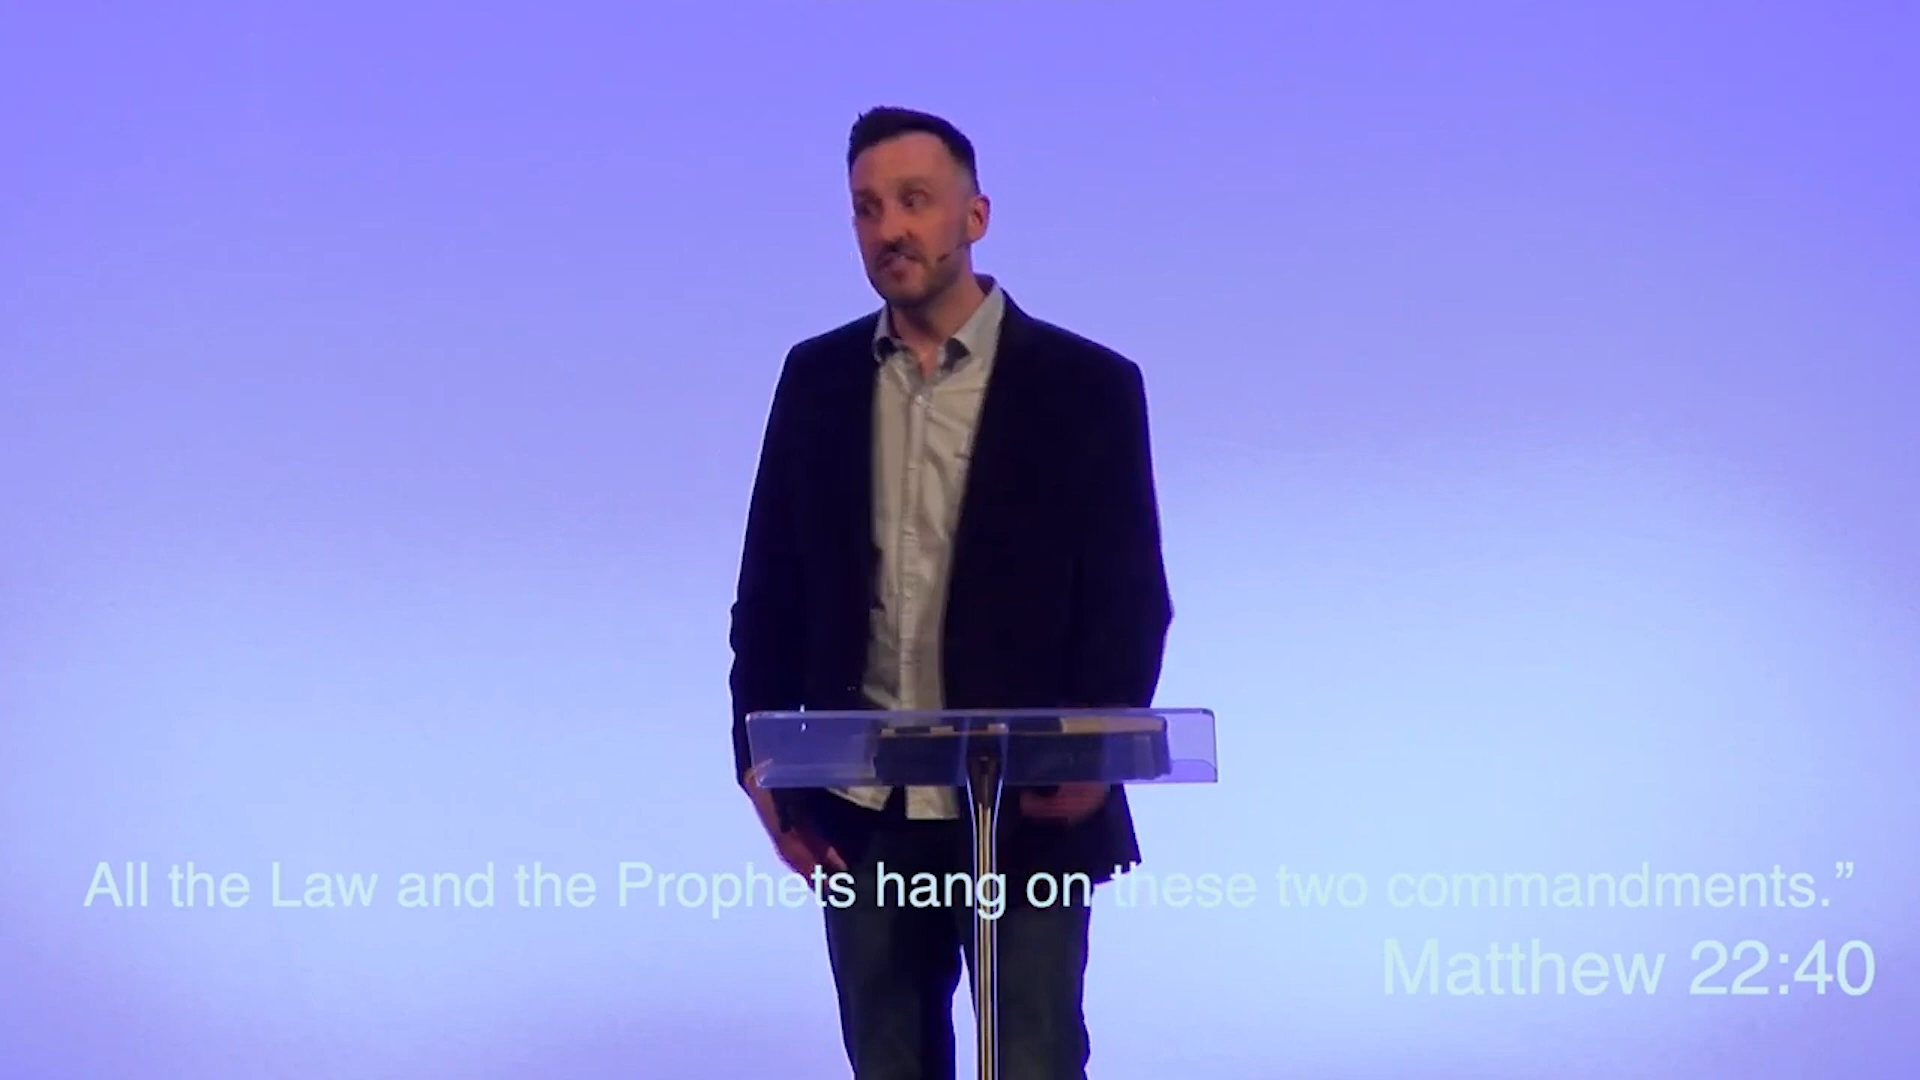 All the Law and the Prophets hang on these two commandments.”
Matthew 22:40